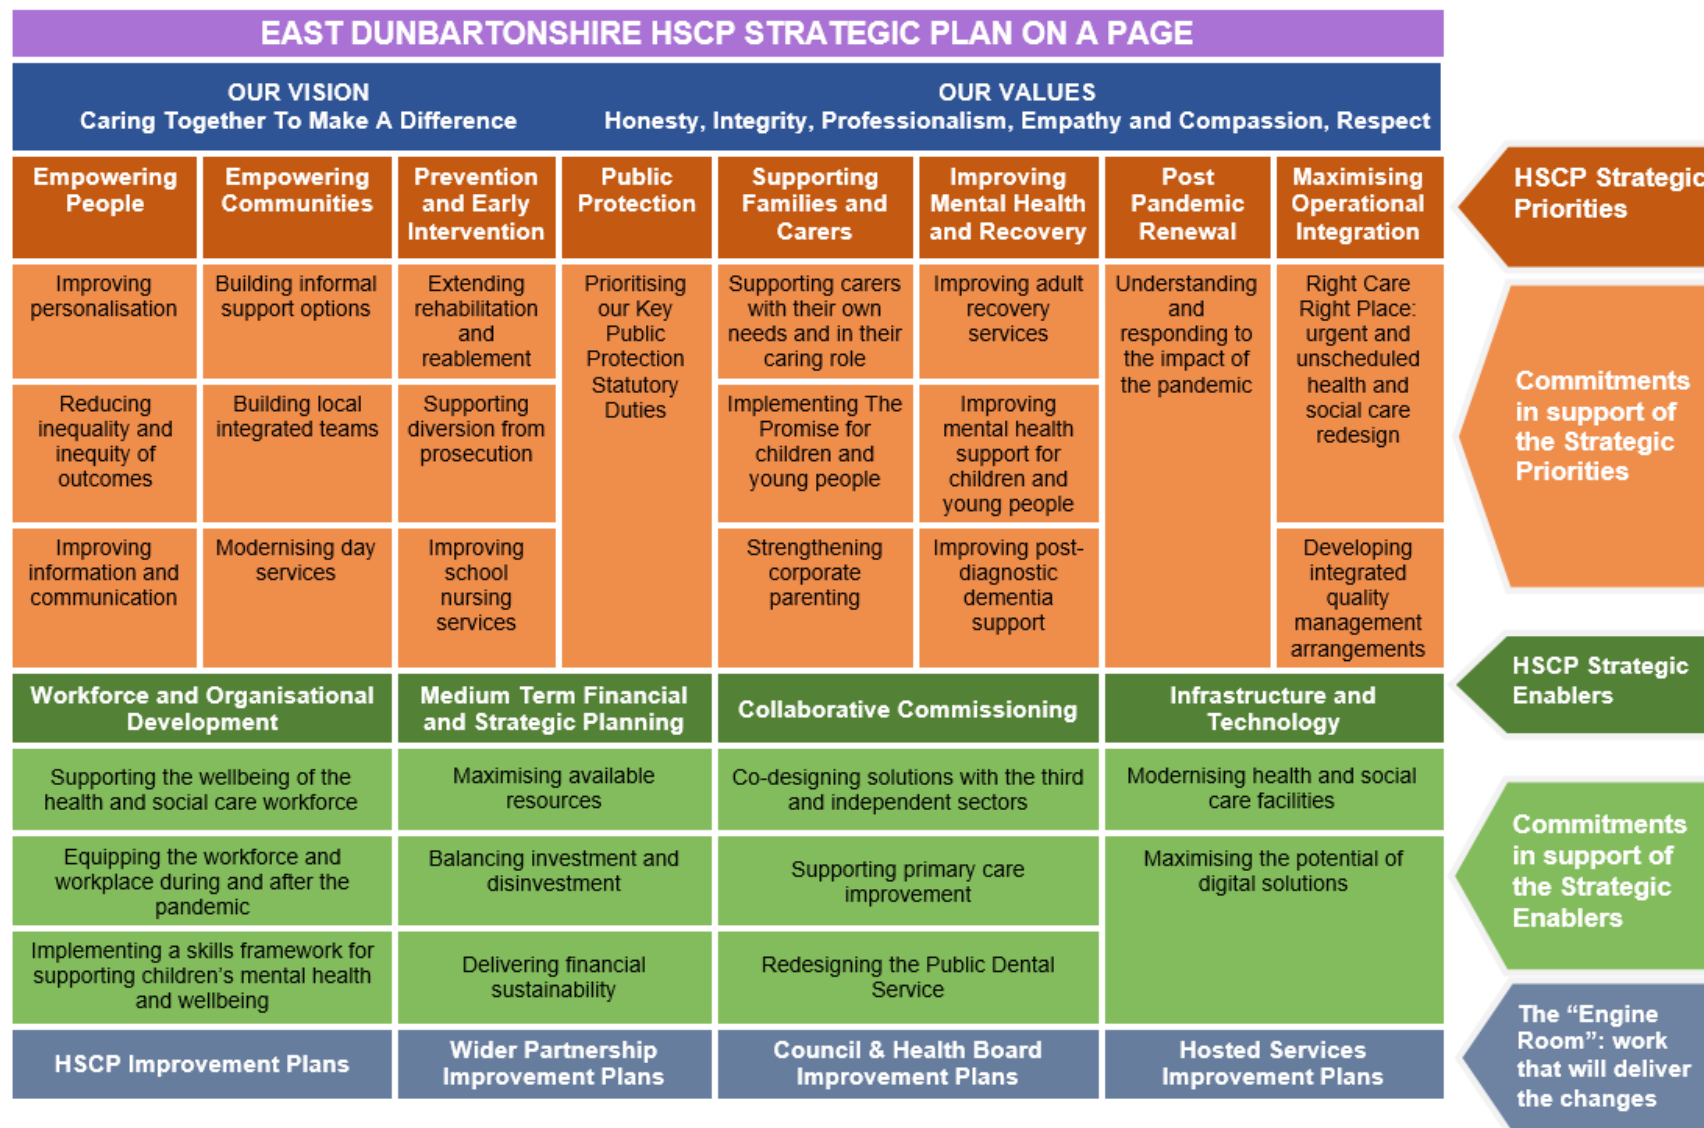 EAST DUNBARTONSHIRE HSCP STRATEGIC PLAN ON A PAGE
OUR VISION
Caring Together To Make A Difference
OUR VALUES
Honesty, Integrity, Professionalism, Empathy and Compassion, Respect
Empowering
People
Empowering
Communities
Prevention
and Early
Intervention
Public
Protection
Supporting
Families and
Carers
Improving
Mental Health
and Recovery
Post
Pandemic
Renewal
Maximising
Operational
Integration
HSCP Strategic
Priorities
Improving
personalisation
Building informal
support options
Extending
rehabilitation
and
reablement
Prioritising
our Key
Public
Protection
Statutory
Duties
Supporting carers
with their own
needs and in their
caring role
Improving adult
recovery
services
Understanding
and
responding to
the impact of
the pandemic
Right Care
Right Place:
urgent and
unscheduled
health and
social care
redesign
Reducing
inequality and
inequity of
outcomes
Building local
integrated teams
Supporting
diversion from
prosecution
Implementing The
Promise for
children and
young people
Improving
mental health
support for
children and
young people
Commitments
in support of
the Strategic
Priorities
Improving
information and
communication
Modernising day
services
Improving
school
nursing
services
Strengthening
corporate
parenting
Improving post-
diagnostic
dementia
support
Developing
integrated
quality
management
arrangements
Workforce and Organisational
Development
Medium Term Financial
and Strategic Planning
Collaborative Commissioning
Infrastructure and
Technology
HSCP Strategic
Enablers
Supporting the wellbeing of the
health and social care workforce
Maximising available
resources
Co-designing solutions with the third
and independent sectors
Modernising health and social
care facilities
Equipping the workforce and
workplace during and after the
pandemic
Balancing investment and
disinvestment
Supporting primary care
improvement
Maximising the potential of
digital solutions
Commitments
in support of
the Strategic
Enablers
Implementing a skills framework for
supporting children’s mental health
and wellbeing
Delivering financial
sustainability
Redesigning the Public Dental
Service
HSCP Improvement Plans
Wider Partnership
Improvement Plans
Council & Health Board
Improvement Plans
Hosted Services
Improvement Plans
The “Engine
Room”: work
that will deliver
the changes